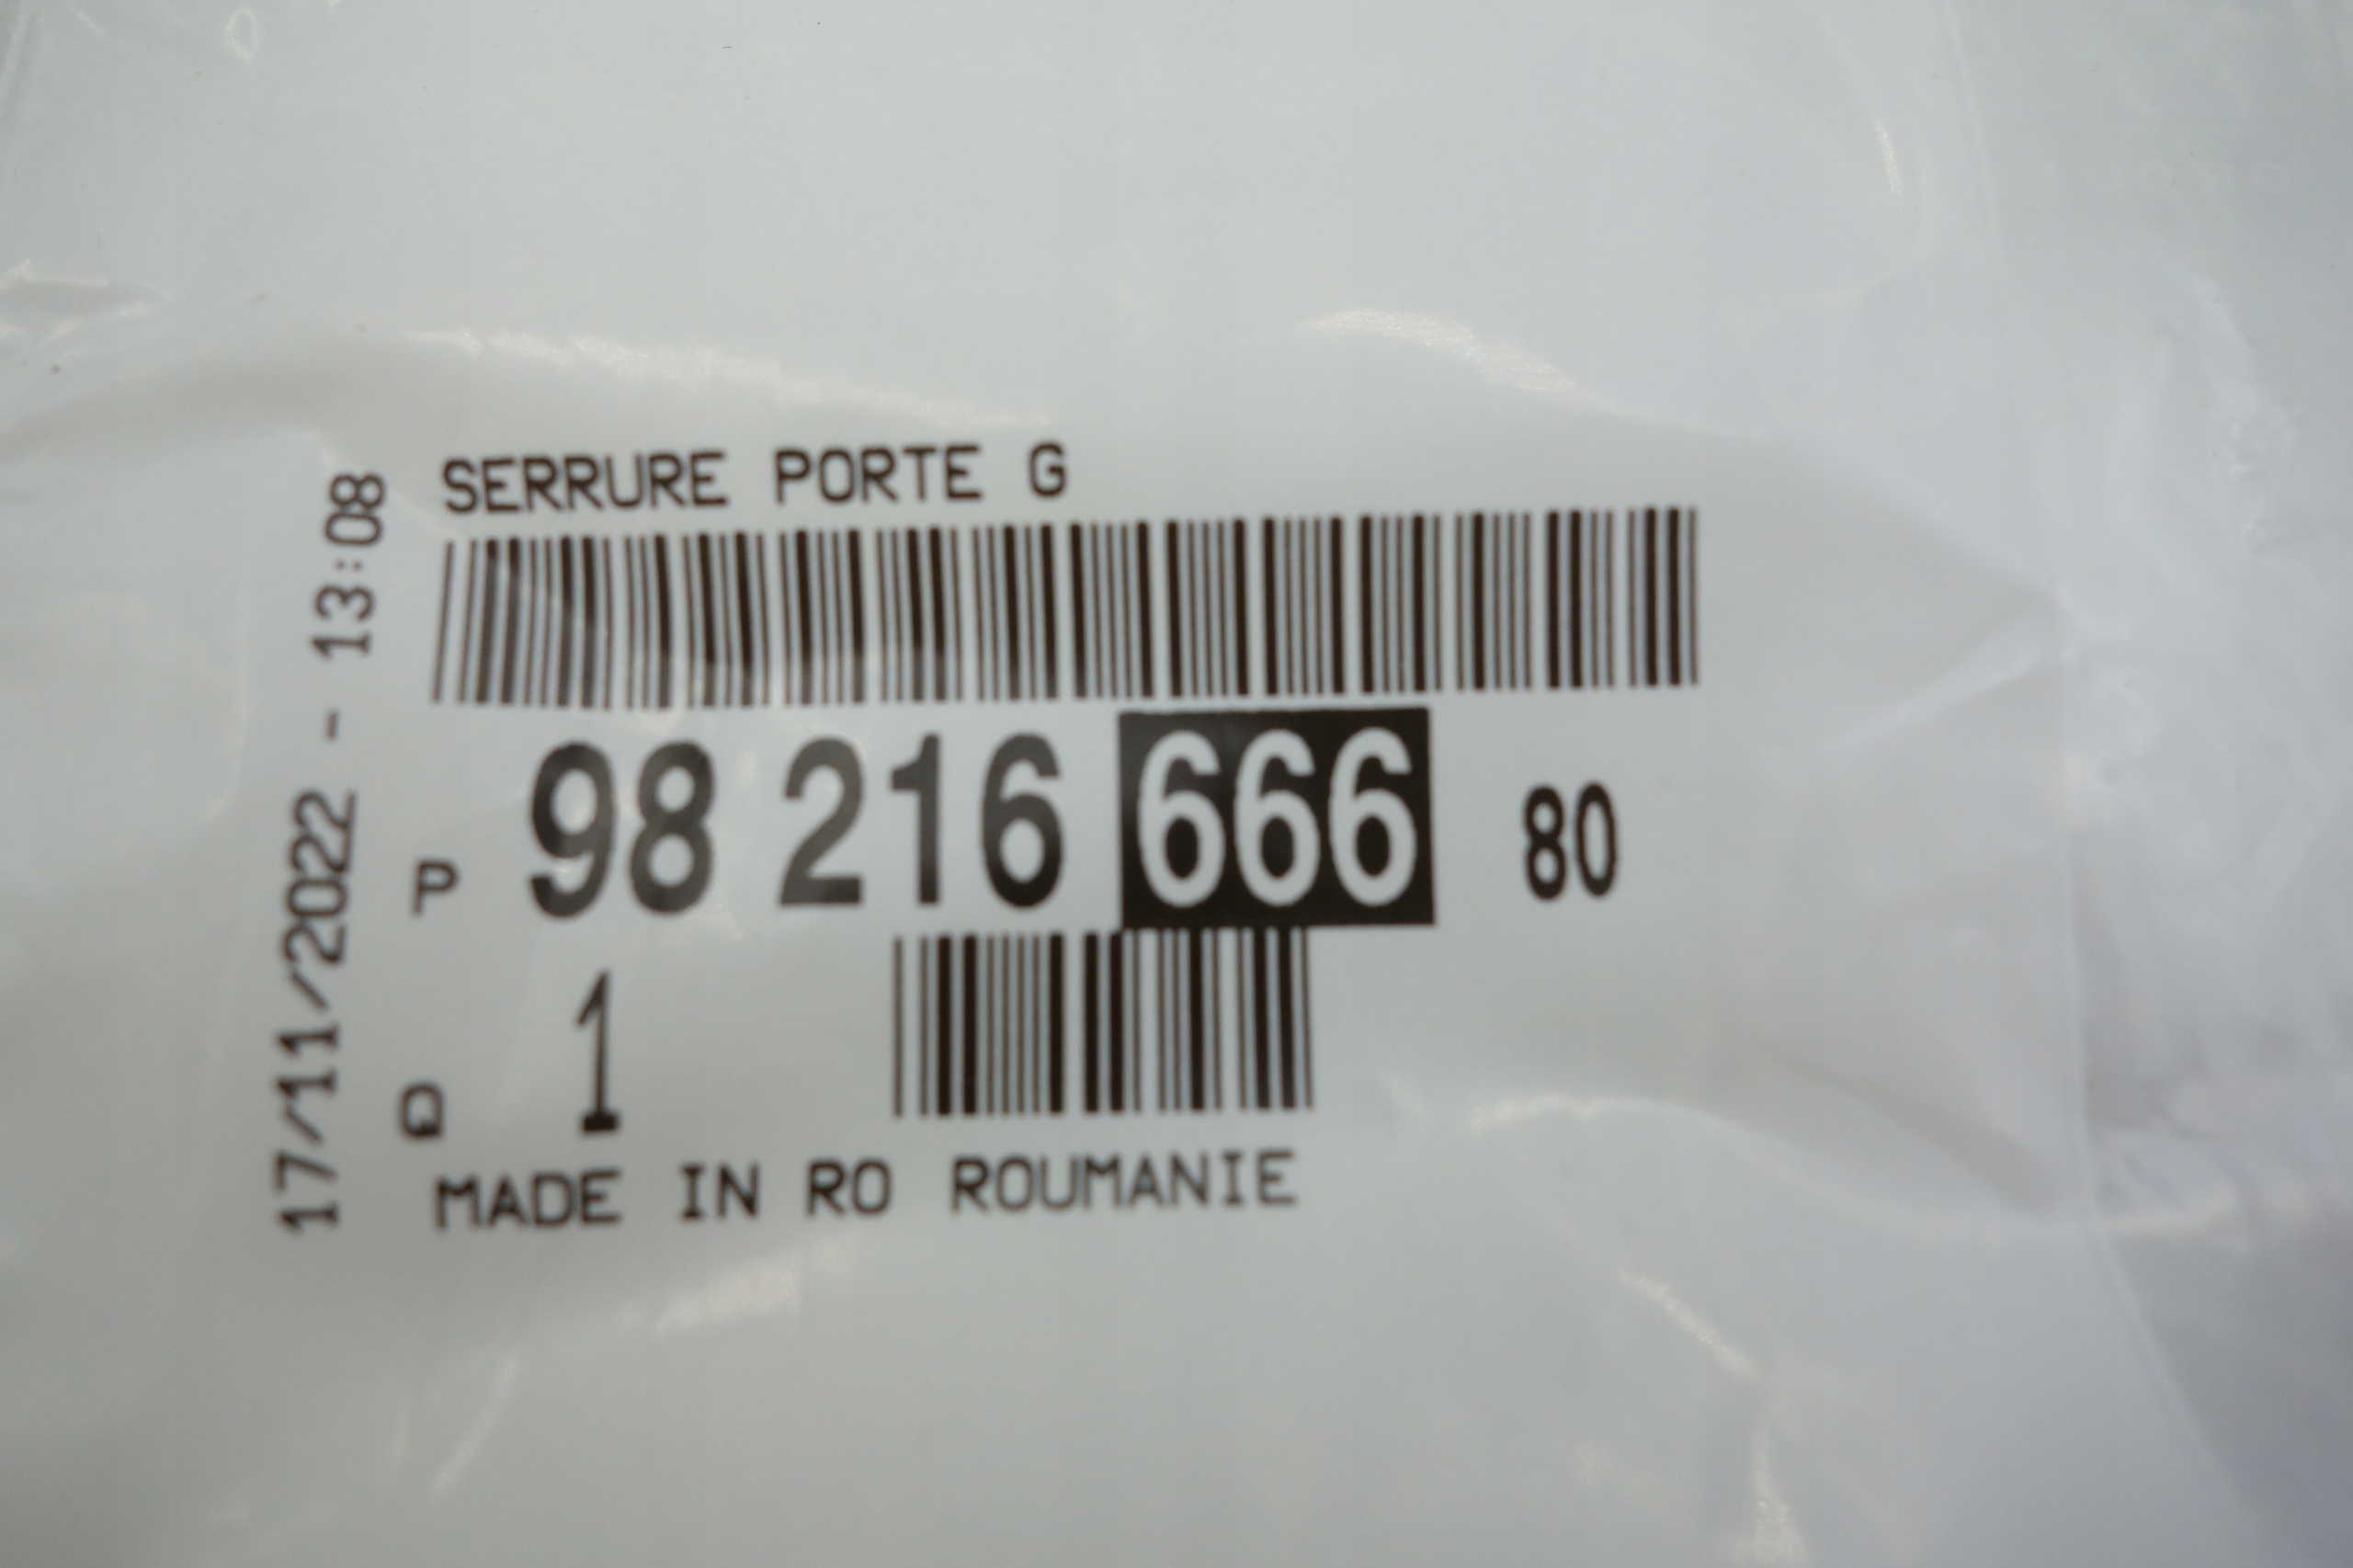 SERRURE PORTE G
P 98 216 666 80
Q 1
MADE IN RO ROUMANIE
17/11/2022 - 13:08